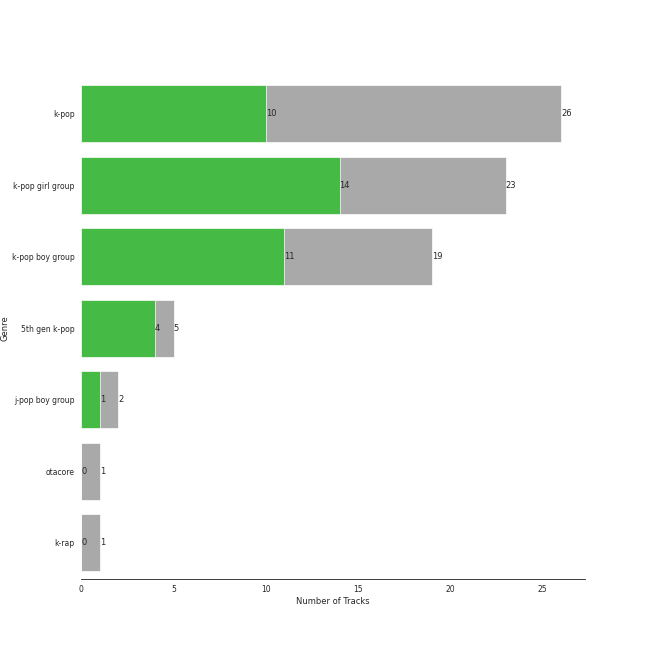 k-pop
10
26
k-pop girl group
14
23
k-pop boy group
11
19
5th gen k-pop
4
5
j-pop boy group
1
2
otacore
0
1
k-rap
0
1
Genre
0
5
10
15
20
25
Number of Tracks